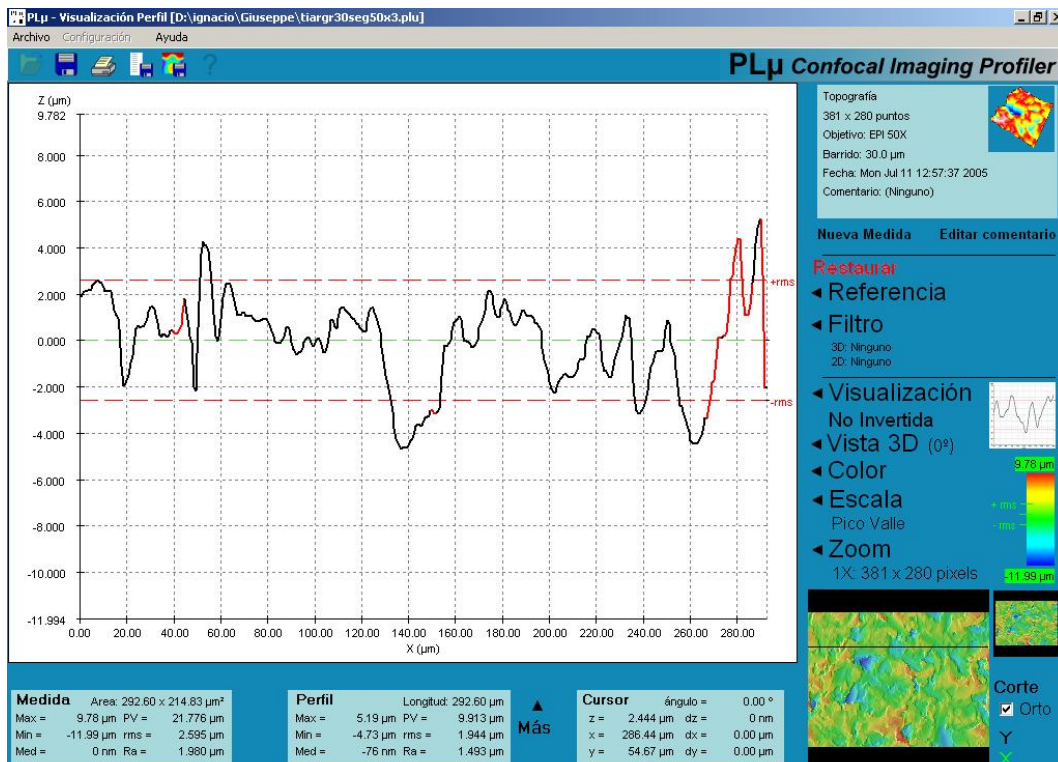 PLµ - Visualización Perfil [D:\ignacio\Giuseppe\tiargr30seg50x3.plu]
Archivo Configuración Ayuda
PLµ Confocal Imaging Profiler
Z (µm)
9.782
8.000
6.000
4.000
2.000
0.000
-2.000
-4.000
-6.000
-8.000
-10.000
-11.994
+rms
-rms
0.00 20.00 40.00 60.00 80.00 100.00 120.00 140.00 160.00 180.00 200.00 220.00 240.00 260.00 280.00
X (µm)
Topografía
381 x 280 puntos
Objetivo: EPI 50X
Barrido: 30.0 µm
Fecha: Mon Jul 11 12:57:37 2005
Comentario: (Ninguno)
Nueva Medida Editar comentario
Restaurar
Referencia
Filtro
3D: Ninguno
2D: Ninguno
Visualización
No Invertida
Vista 3D (0º)
Color
Escala
Pico Valle
Zoom
1X: 381 x 280 pixels
9.78 µm
+ rms
- rms
-11.99 µm
Corte
Orto
Y
X
Medida Area: 292.60 x 214.83 µm²
Max = 9.78 µm PV = 21.776 µm
Min = -11.99 µm rms = 2.595 µm
Med = 0 nm Ra = 1.980 µm
Perfil Longitud: 292.60 µm
Max = 5.19 µm PV = 9.913 µm
Min = -4.73 µm rms = 1.944 µm
Med = -76 nm Ra = 1.493 µm
Más
Cursor ángulo = 0.00 °
z = 2.444 µm dz = 0 nm
x = 286.44 µm dx = 0.00 µm
y = 54.67 µm dy = 0.00 µm